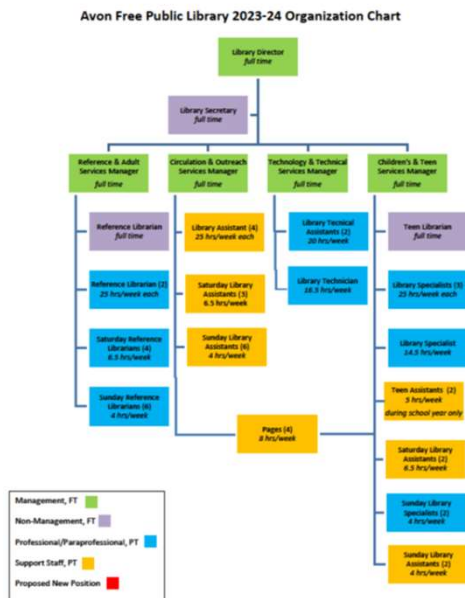 Avon Free Public Library 2023-24 Organization Chart
Library Director
full time
Library Secretary
full time
Reference & Adult
Services Manager
full time
Circulation & Outreach
Services Manager
full time
Technology & Technical
Services Manager
full time
Children's & Teen
Services Manager
full time
Reference Librarian
full time
Reference Librarian (2)
25 hrs/week each
Saturday Reference
Librarians (4)
6.5 hrs/week
Sunday Reference
Librarians (6)
4 hrs/week
Library Assistant (4)
25 hrs/week each
Saturday Library
Assistants (3)
6.5 hrs/week
Sunday Library
Assistants (6)
4 hrs/week
Pages (4)
8 hrs/week
Library Tecnical
Assistants (2)
20 hrs/week
Library Technician
16.5 hrs/week
Teen Librarian
full time
Library Specialists (3)
25 hrs/week each
Library Specialist
14.5 hrs/week
Teen Assistants (2)
5 hrs/week
during school year only
Saturday Library
Assistants (2)
6.5 hrs/week
Sunday Library
Specialists (2)
4 hrs/week
Sunday Library
Assistants (2)
4 hrs/week
Management, FT
Non-Management, FT
Professional/Paraprofessional, PT
Support Staff, PT
Proposed New Position